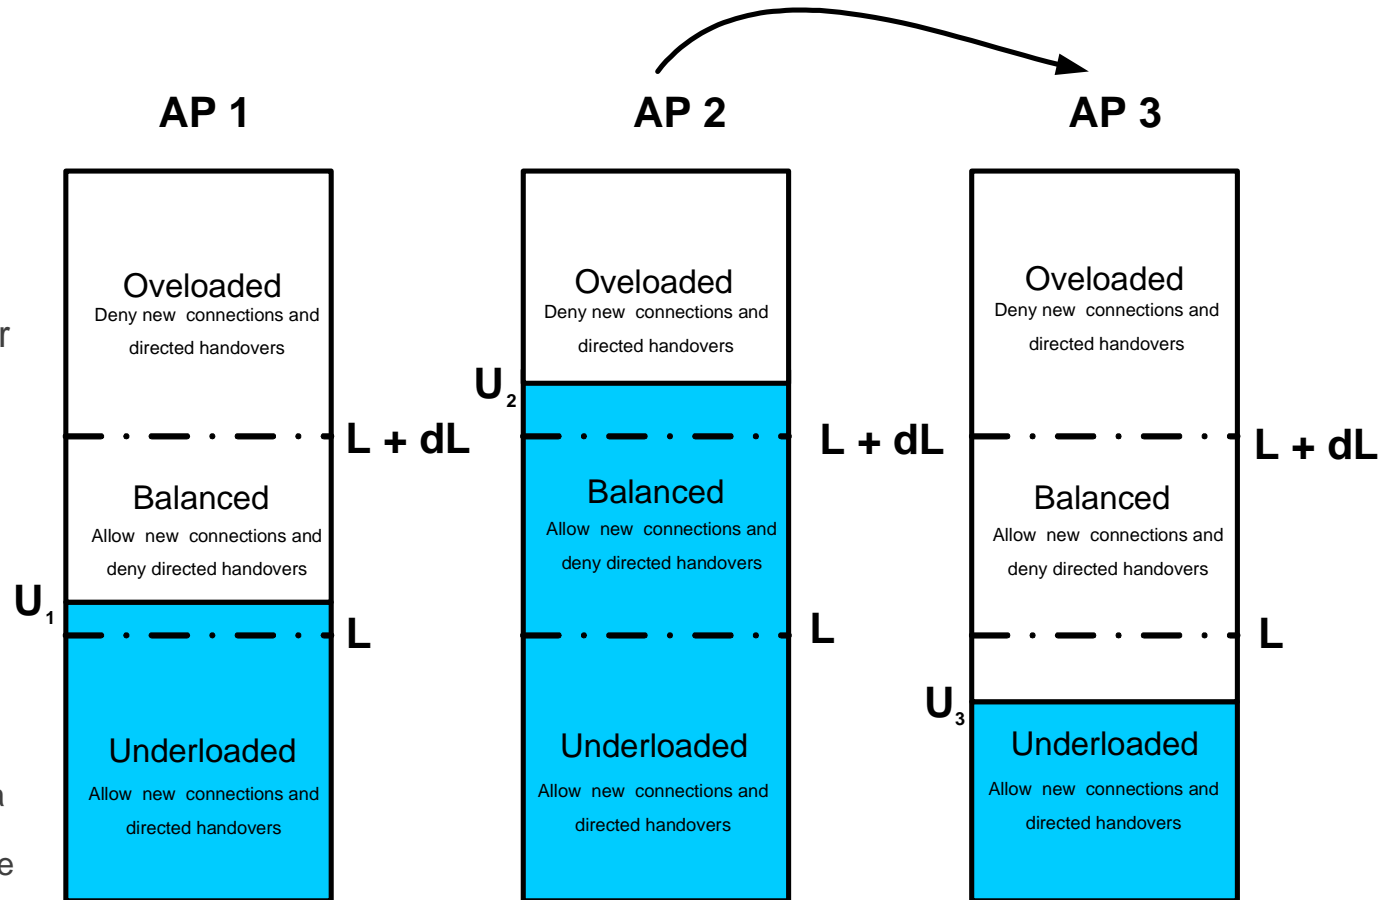 AP 1
AP 2
AP 3
Oveloaded
Deny new connections and
directed handovers
L + dL
Balanced
Allow new connections and
deny directed handovers
U1
L
Underloaded
Allow new connections and
directed handovers
Oveloaded
Deny new connections and
directed handovers
U2
L + dL
Balanced
Allow new connections and
deny directed handovers
L
Underloaded
Allow new connections and
directed handovers
Oveloaded
Deny new connections and
directed handovers
L + dL
Balanced
Allow new connections and
deny directed handovers
L
U3
Underloaded
Allow new connections and
directed handovers